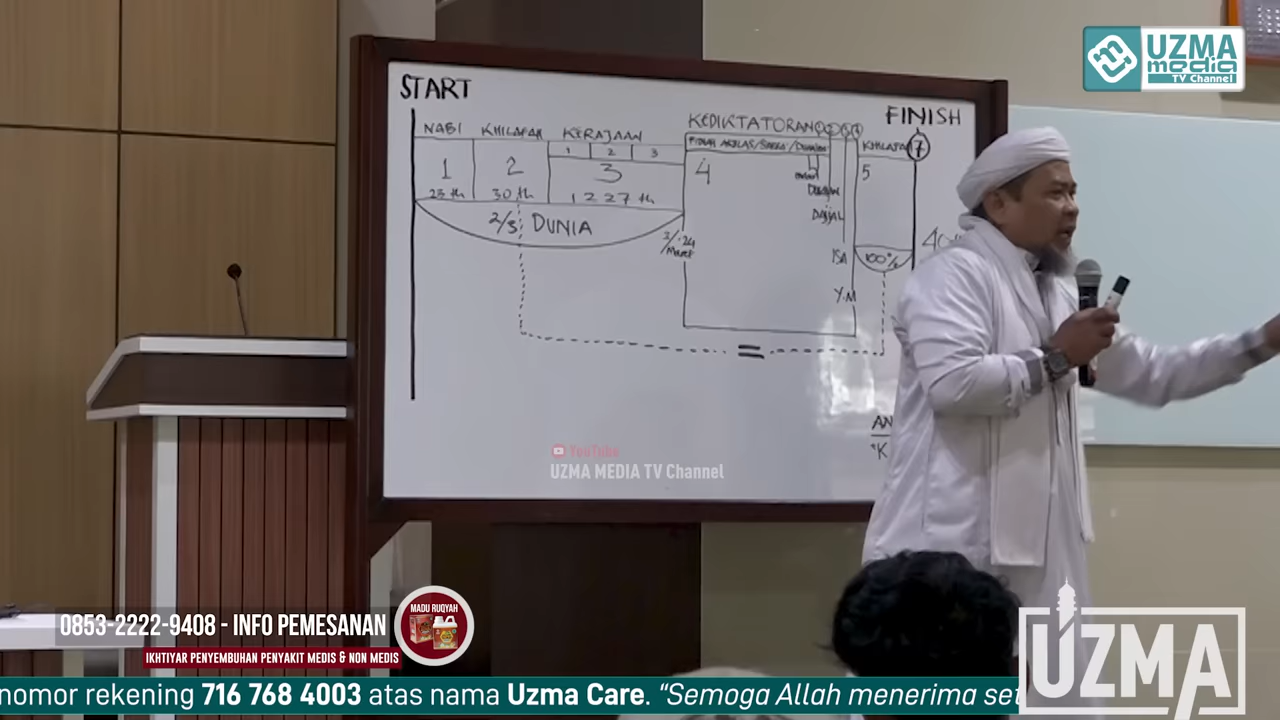 UZMA
media
TV Channel
START
FINISH
NABI
KHILAFAH
KERAJAAN
KEDIKTATORAN
1
2
3
1
2
3
4
5
7
23 th
30 th
1227 th
2/3 DUNIA
Maret
DAJJAL
ISA
100%
Y.M
=
AN
"K
YouTube
UZMA MEDIA TV Channel
0853-2222-9408 - INFO PEMESANAN
MADU RUQYAH
IKHTIYAR PENYEMBUHAN PENYAKIT MEDIS & NON MEDIS
nomor rekening 716 768 4003 atas nama Uzma Care. “Semoga Allah menerima set
UZMA